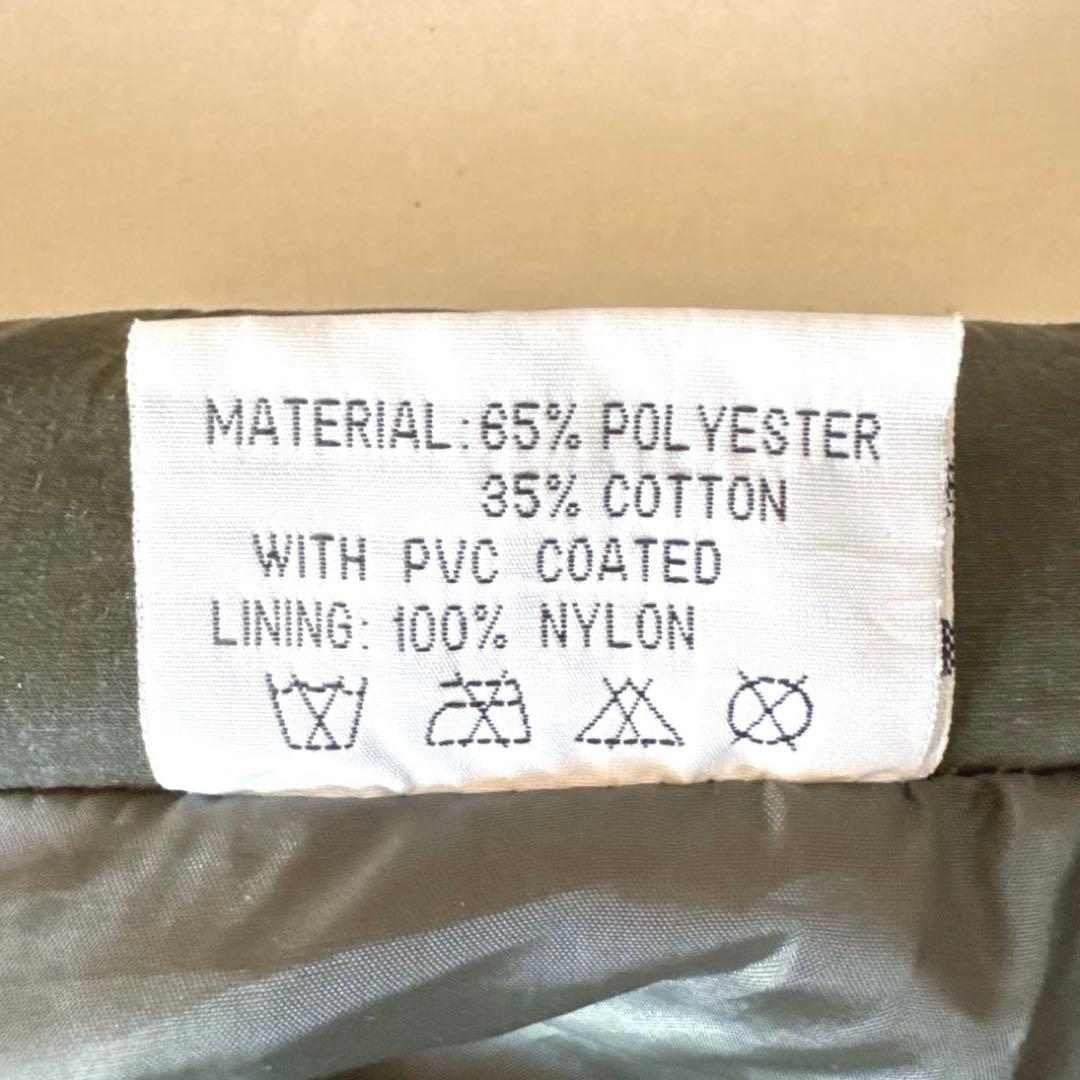 MATERIAL: 65% POLYESTER
35% COTTON
WITH PVC COATED
LINING: 100% NYLON